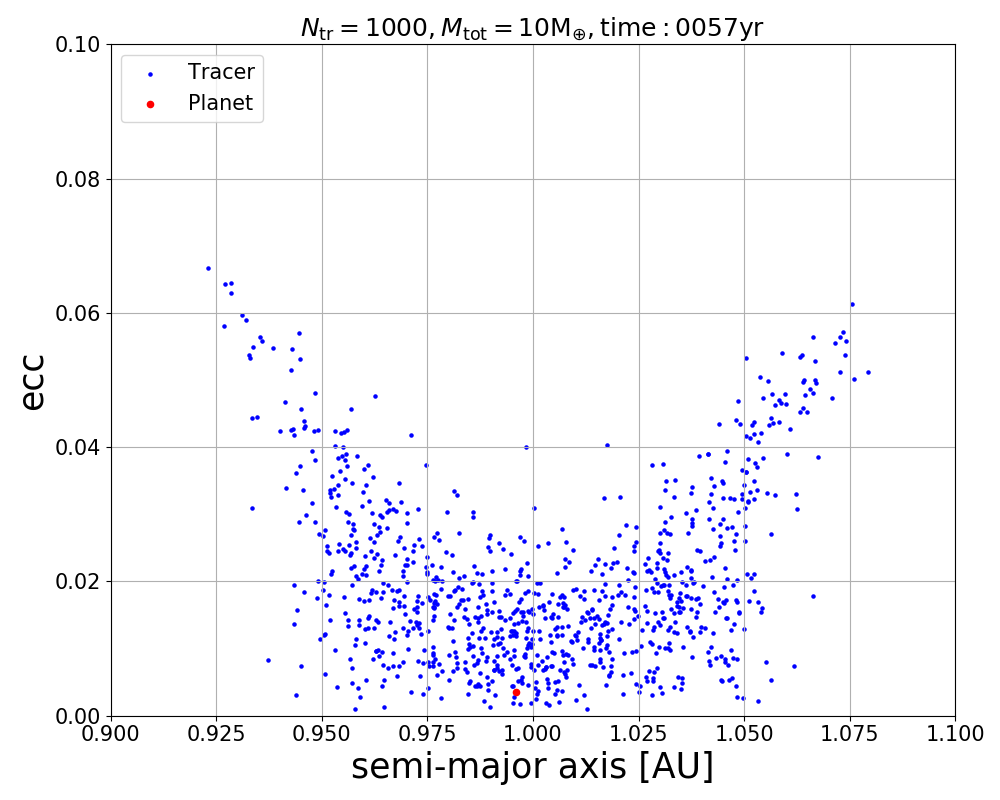 N_tr = 1000, M_tot = 10M_⊕, time : 0057yr
Tracer
Planet
0.10
0.08
0.06
0.04
0.02
0.00
ecc
0.900 0.925 0.950 0.975 1.000 1.025 1.050 1.075 1.100
semi-major axis [AU]